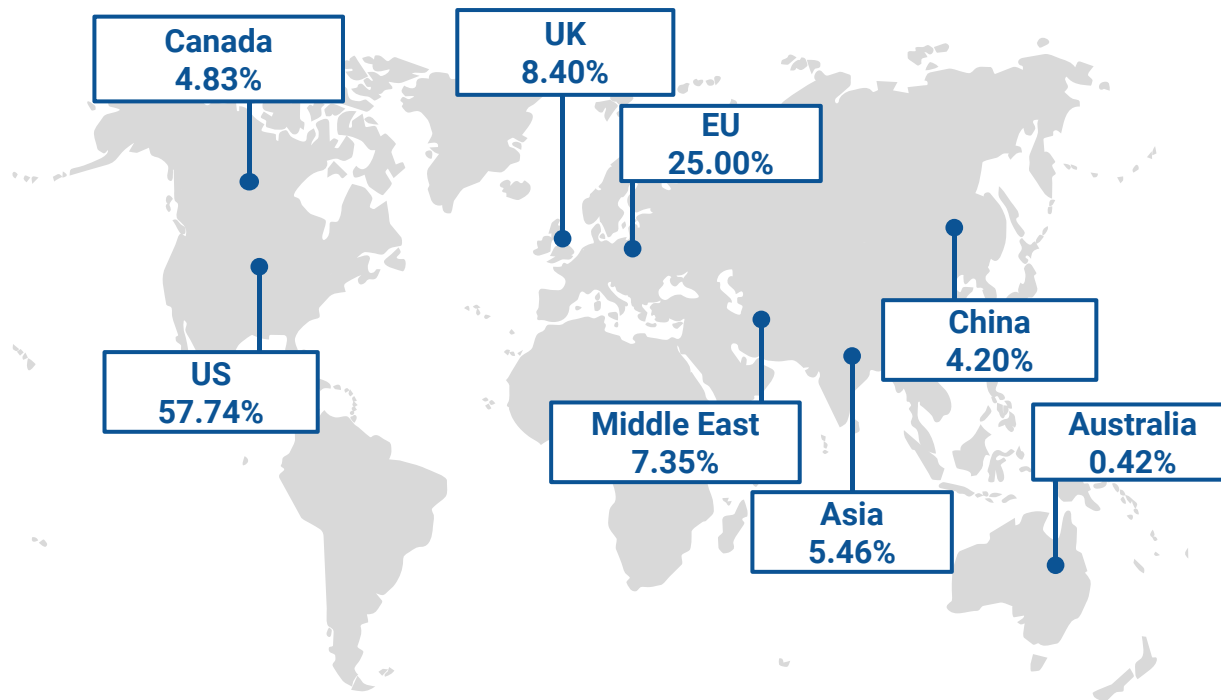 Canada
4.83%
UK
8.40%
EU
25.00%
US
57.74%
China
4.20%
Middle East
7.35%
Australia
0.42%
Asia
5.46%